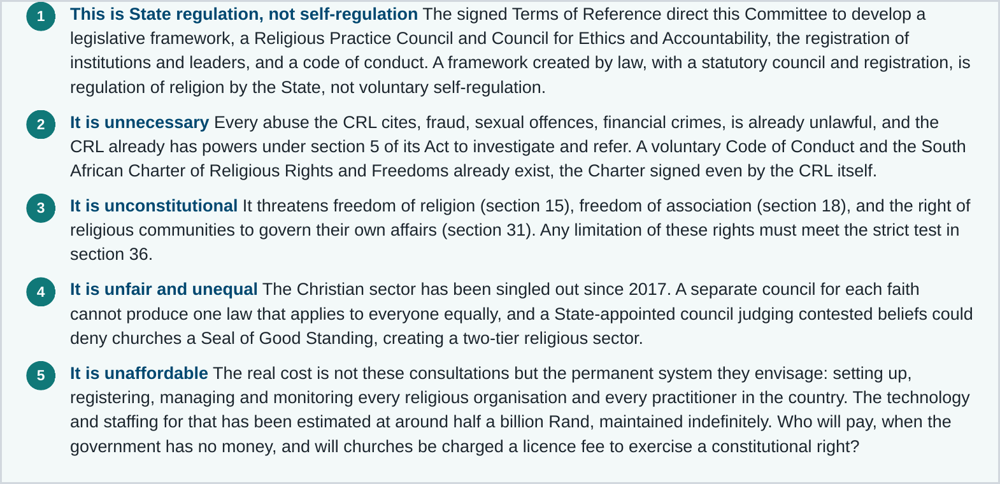 1 This is State regulation, not self-regulation The signed Terms of Reference direct this Committee to develop a
legislative framework, a Religious Practice Council and Council for Ethics and Accountability, the registration of
institutions and leaders, and a code of conduct. A framework created by law, with a statutory council and registration, is
regulation of religion by the State, not voluntary self-regulation.
2 It is unnecessary Every abuse the CRL cites, fraud, sexual offences, financial crimes, is already unlawful, and the
CRL already has powers under section 5 of its Act to investigate and refer. A voluntary Code of Conduct and the South
African Charter of Religious Rights and Freedoms already exist, the Charter signed even by the CRL itself.
3 It is unconstitutional It threatens freedom of religion (section 15), freedom of association (section 18), and the right of
religious communities to govern their own affairs (section 31). Any limitation of these rights must meet the strict test in
section 36.
4 It is unfair and unequal The Christian sector has been singled out since 2017. A separate council for each faith
cannot produce one law that applies to everyone equally, and a State-appointed council judging contested beliefs could
deny churches a Seal of Good Standing, creating a two-tier religious sector.
5 It is unaffordable The real cost is not these consultations but the permanent system they envisage: setting up,
registering, managing and monitoring every religious organisation and every practitioner in the country. The technology
and staffing for that has been estimated at around half a billion Rand, maintained indefinitely. Who will pay, when the
government has no money, and will churches be charged a licence fee to exercise a constitutional right?